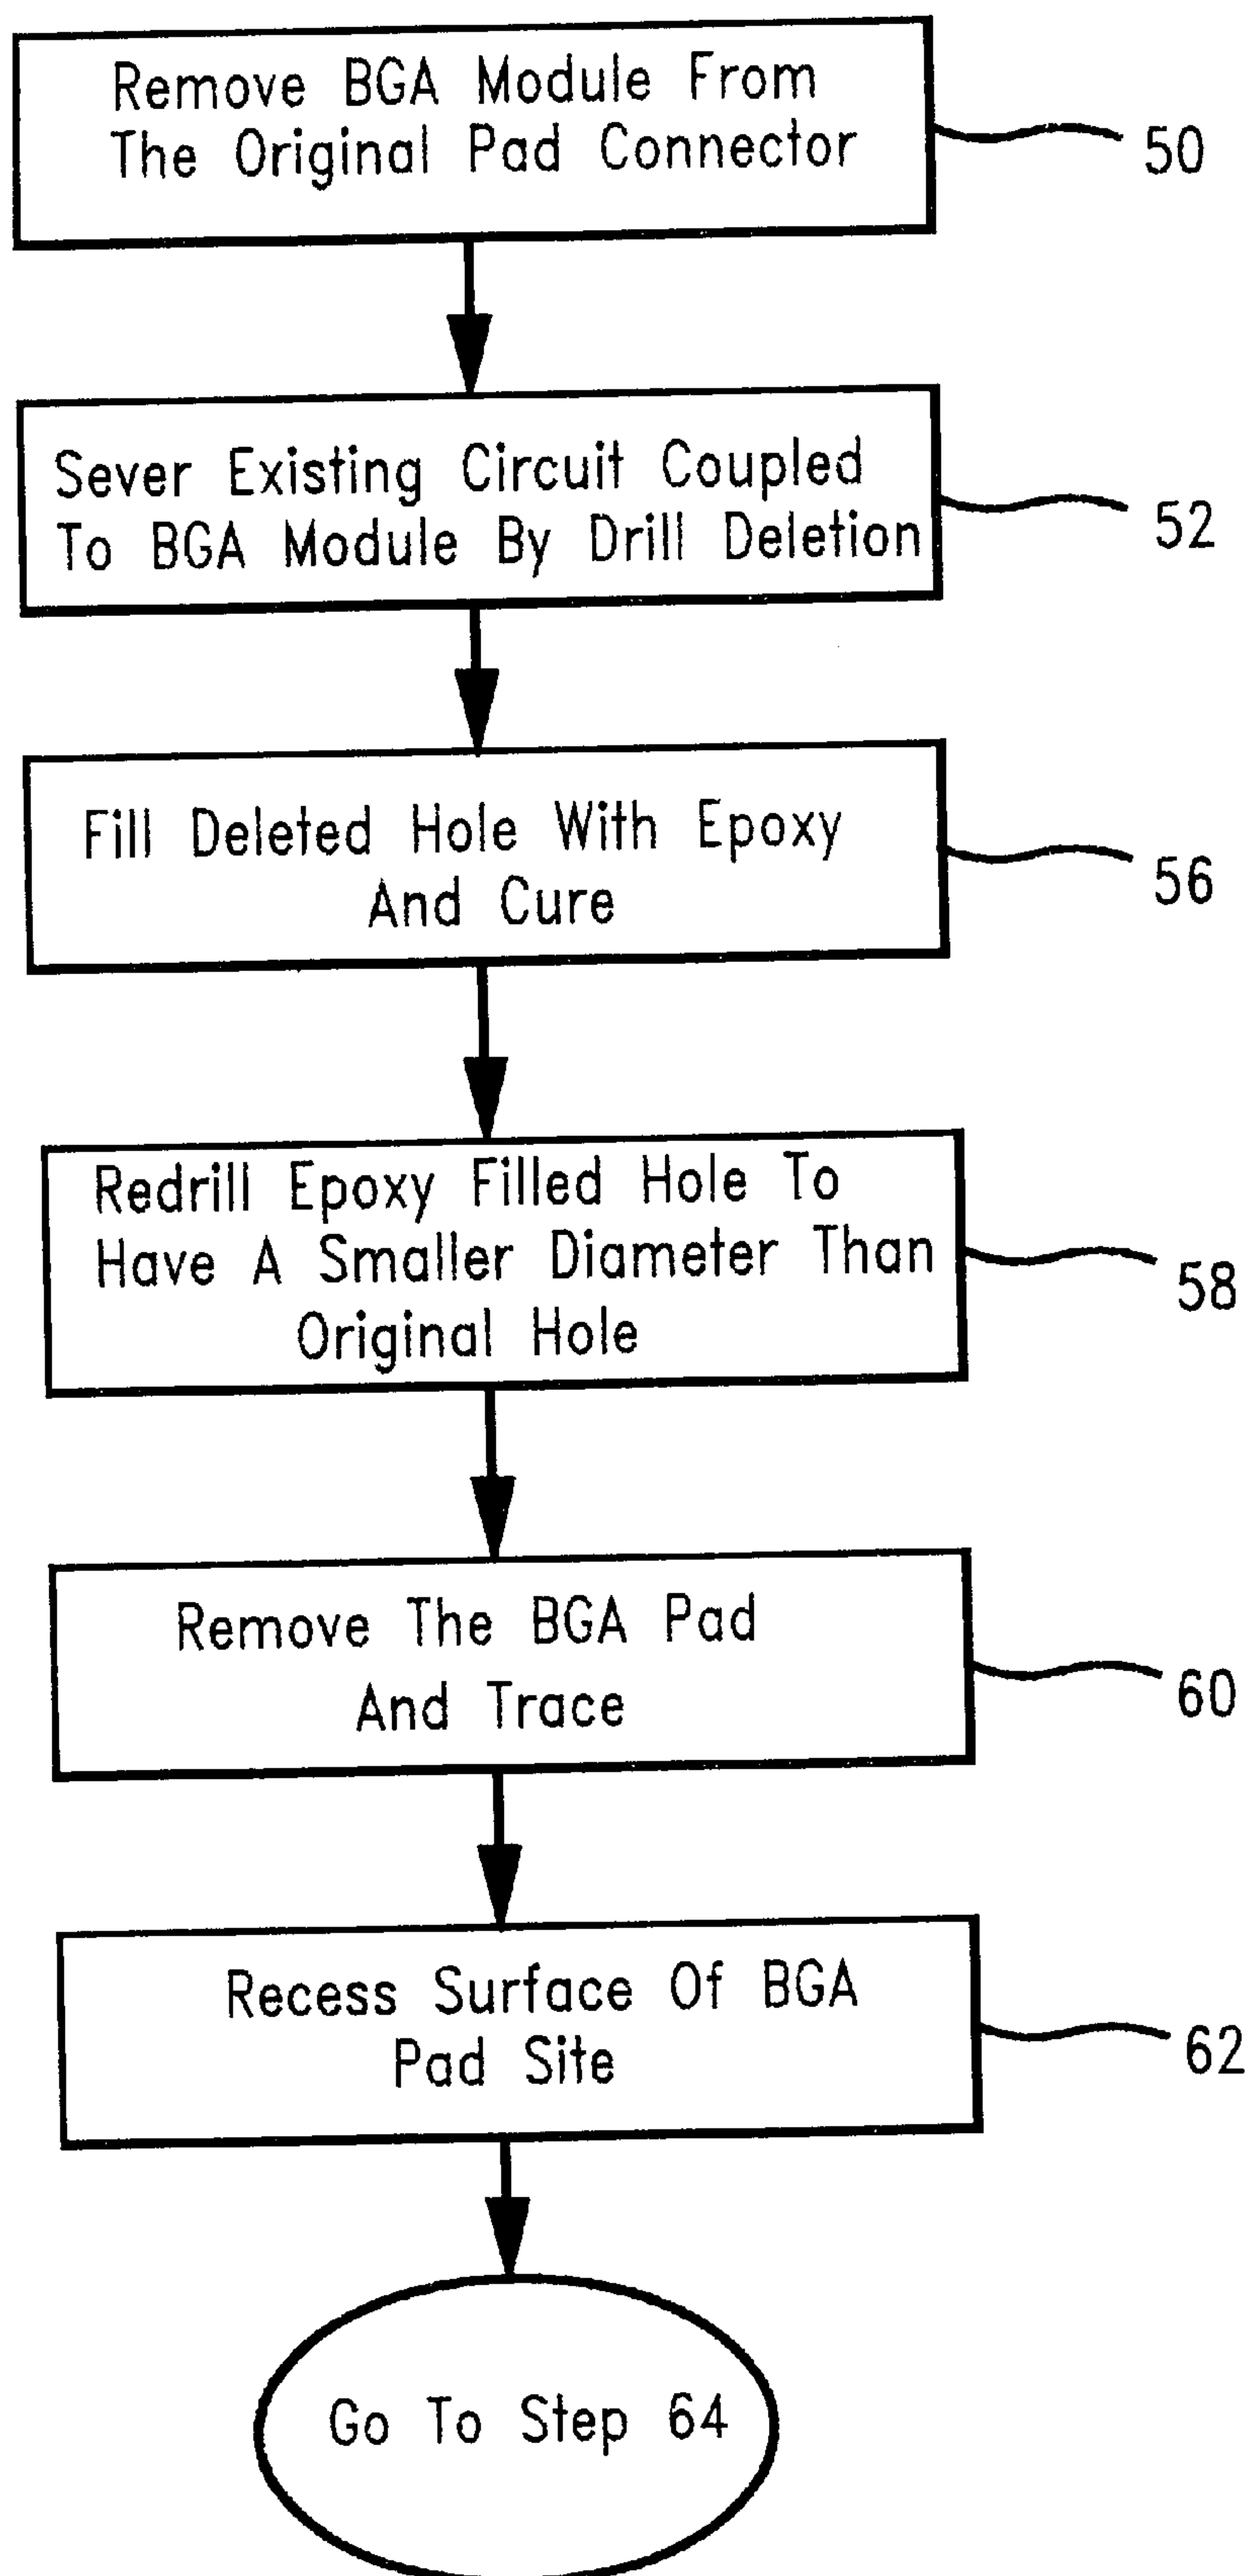 Remove BGA Module From
The Original Pad Connector
50
Sever Existing Circuit Coupled
To BGA Module By Drill Deletion
52
Fill Deleted Hole With Epoxy
And Cure
56
Redrill Epoxy Filled Hole To
Have A Smaller Diameter Than
Original Hole
58
Remove The BGA Pad
And Trace
60
Recess Surface Of BGA
Pad Site
62
Go To Step 64